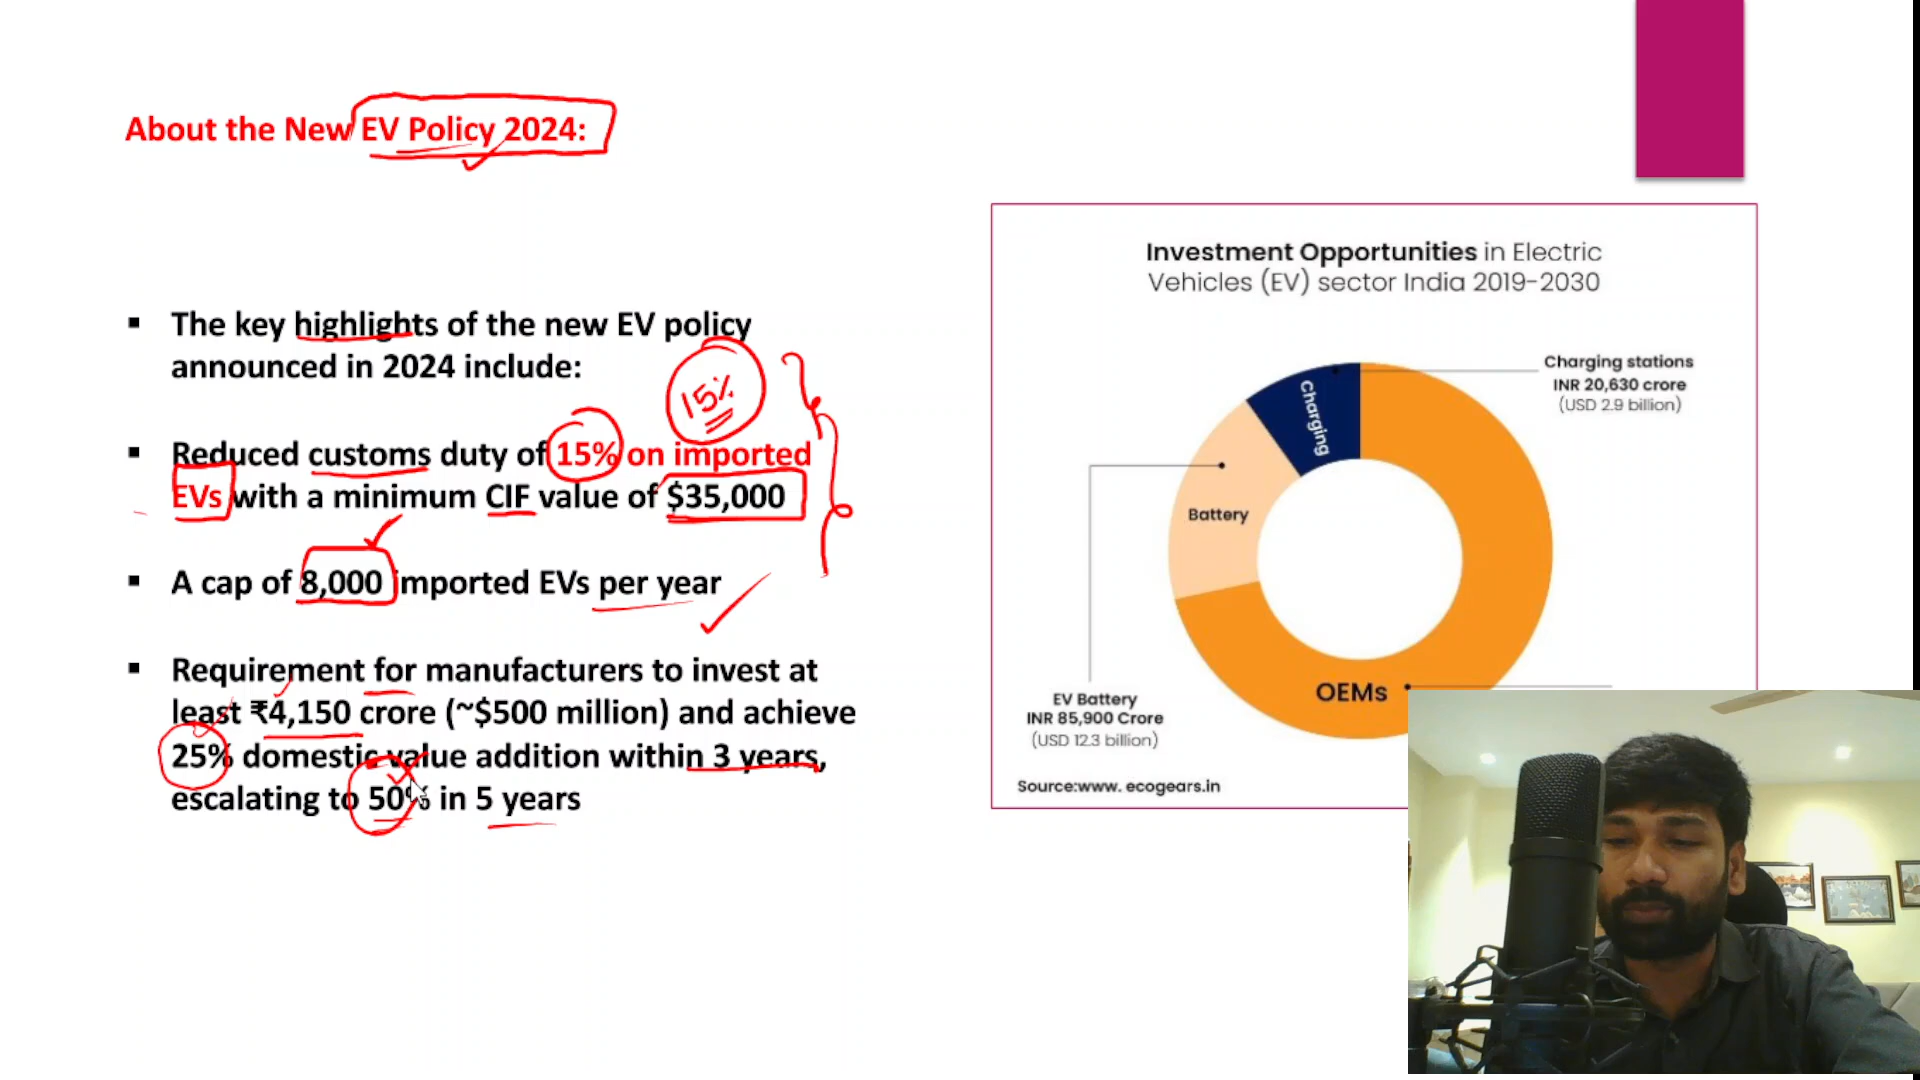 About the New EV Policy 2024:
▪ The key highlights of the new EV policy
announced in 2024 include:
15%
▪ Reduced customs duty of 15% on imported
EVs with a minimum CIF value of $35,000
▪ A cap of 8,000 imported EVs per year
▪ Requirement for manufacturers to invest at
least ₹4,150 crore (~$500 million) and achieve
25% domestic value addition within 3 years,
escalating to 50% in 5 years
Investment Opportunities in Electric
Vehicles (EV) sector India 2019-2030
Charging stations
INR 20,630 crore
(USD 2.9 billion)
Charging
Battery
OEMs
EV Battery
INR 85,900 Crore
(USD 12.3 billion)
Source:www. ecogears.in